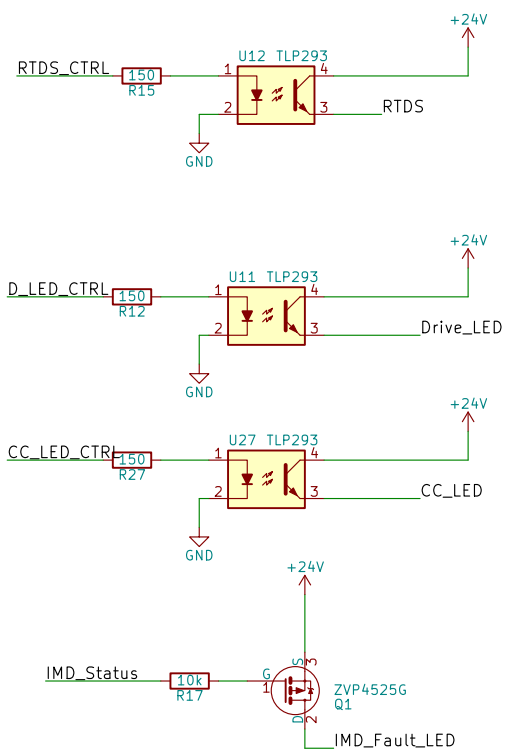 +24V
U12 TLP293
RTDS_CTRL 150 1 4
R15
2 3 RTDS
GND
+24V
U11 TLP293
D_LED_CTRL 150 1 4
R12
2 3 Drive_LED
GND
+24V
U27 TLP293
CC_LED_CTRL 150 1 4
R27
2 3 CC_LED
GND
+24V
IMD_Status 10k G 1 S 3
R17
ZVP4525G
Q1
D 2
IMD_Fault_LED